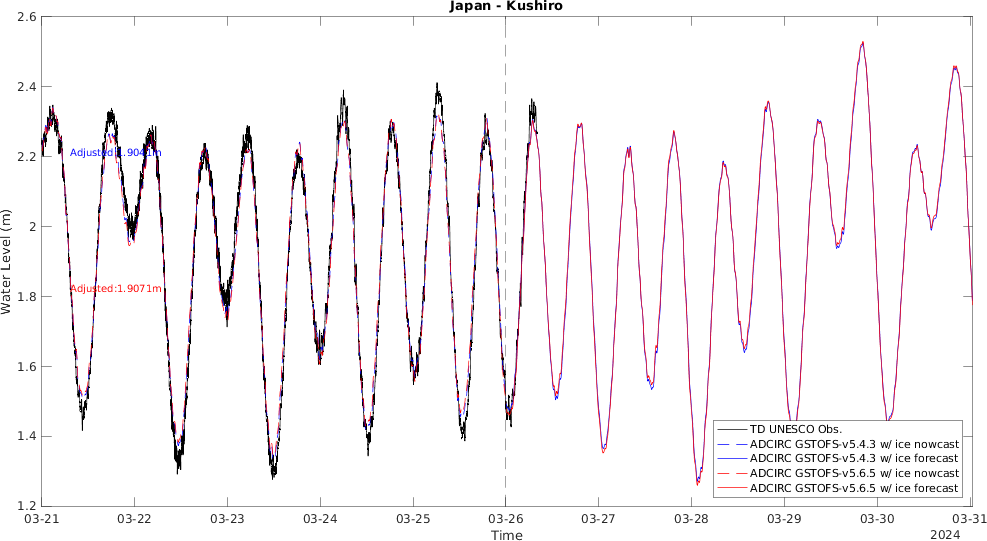 Japan - Kushiro
2.6
2.4
2.2
2
1.8
1.6
1.4
1.2
Water Level (m)
Adjusted:1.9041m
Adjusted:1.9071m
TD UNESCO Obs.
ADCIRC GSTOFS-v5.4.3 w/ ice nowcast
ADCIRC GSTOFS-v5.4.3 w/ ice forecast
ADCIRC GSTOFS-v5.6.5 w/ ice nowcast
ADCIRC GSTOFS-v5.6.5 w/ ice forecast
03-21 03-22 03-23 03-24 03-25 03-26 03-27 03-28 03-29 03-30 03-31
Time
2024